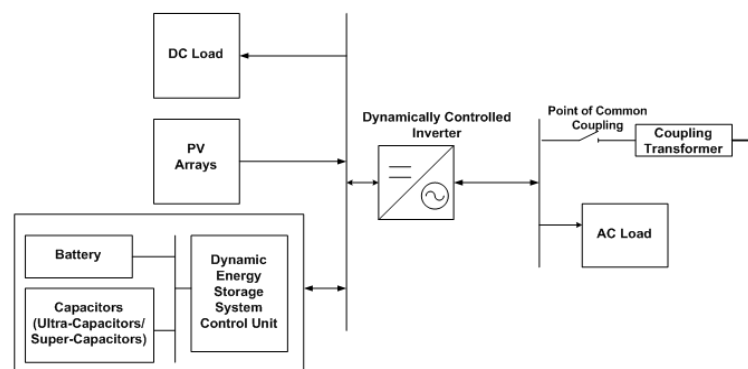 DC Load
PV
Arrays
Battery
Capacitors
(Ultra-Capacitors/
Super-Capacitors)
Dynamic
Energy
Storage
System
Control Unit
Dynamically Controlled
Inverter
Point of Common
Coupling
Coupling
Transformer
AC Load